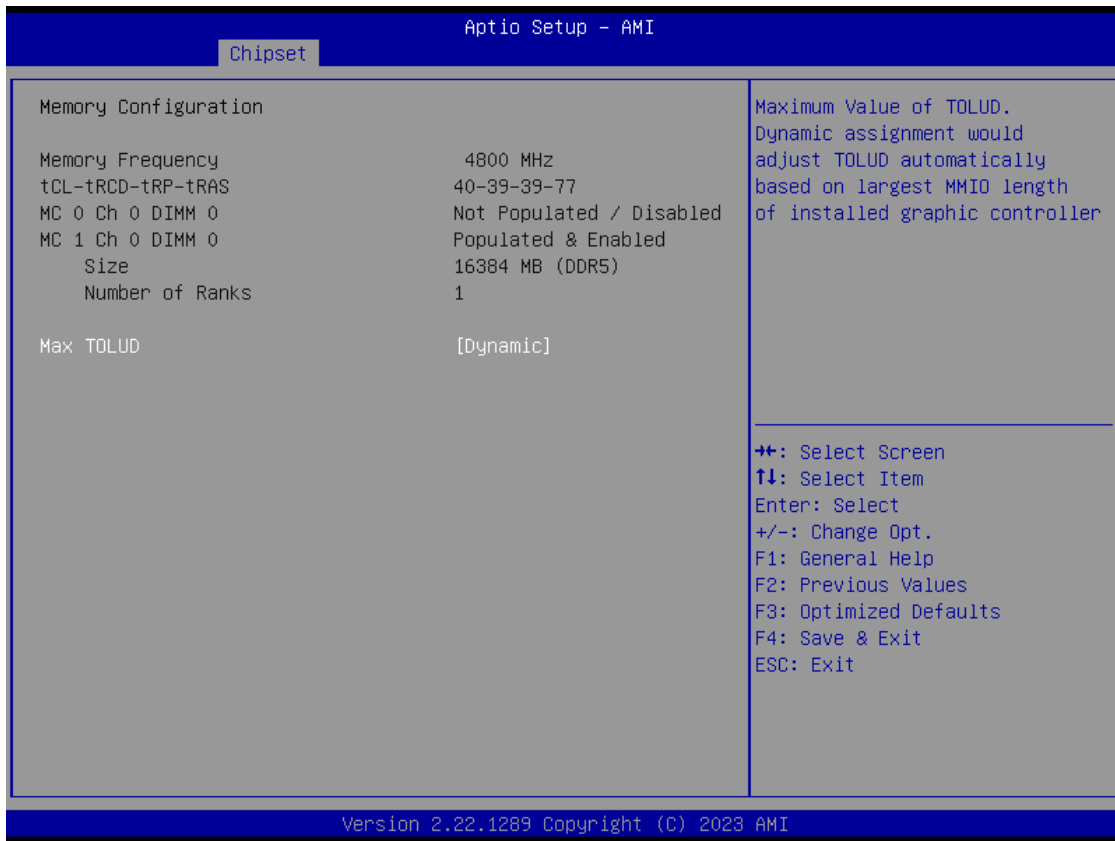 Aptio Setup – AMI
Chipset
Memory Configuration
Memory Frequency 4800 MHz
tCL-tRCD-tRP-tRAS 40-39-39-77
MC 0 Ch 0 DIMM 0 Not Populated / Disabled
MC 1 Ch 0 DIMM 0 Populated & Enabled
Size 16384 MB (DDR5)
Number of Ranks 1
Max TOLUD [Dynamic]
Maximum Value of TOLUD.
Dynamic assignment would
adjust TOLUD automatically
based on largest MMIO length
of installed graphic controller
→←: Select Screen
↑↓: Select Item
Enter: Select
+/-: Change Opt.
F1: General Help
F2: Previous Values
F3: Optimized Defaults
F4: Save & Exit
ESC: Exit
Version 2.22.1289 Copyright (C) 2023 AMI